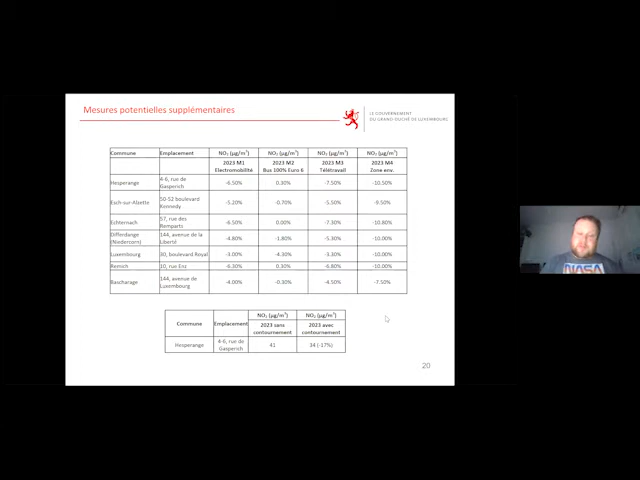 Mesures potentielles supplémentaires
LE GOUVERNEMENT
DU GRAND-DUCHÉ DE LUXEMBOURG
Commune Emplacement NO₂ (µg/m³) NO₂ (µg/m³) NO₂ (µg/m³) NO₂ (µg/m³)
2023 M1 Electromobilité 2023 M2 Bus 100% Euro 6 2023 M3 Télétravail 2023 M4 Zone env.
Hesperange 4-6, rue de Gasperich -6.50% 0.30% -7.50% -10.50%
Esch-sur-Alzette 50-52 boulevard Kennedy -5.20% -0.70% -5.50% -9.50%
Echternach 57, rue des Remparts -6.50% 0.00% -7.30% -10.80%
Differdange (Niedercorn) 144, avenue de la Liberté -4.80% -1.80% -5.30% -10.00%
Luxembourg 30, boulevard Royal -3.00% -4.30% -3.30% -10.00%
Remich 10, rue Enz -6.30% 0.30% -6.80% -10.00%
Bascharage 144, avenue de Luxembourg -4.00% -0.30% -4.50% -7.50%
Commune Emplacement NO₂ (µg/m³) NO₂ (µg/m³)
2023 sans contournement 2023 avec contournement
Hesperange 4-6, rue de Gasperich 41 34 (-17%)
20
NASA